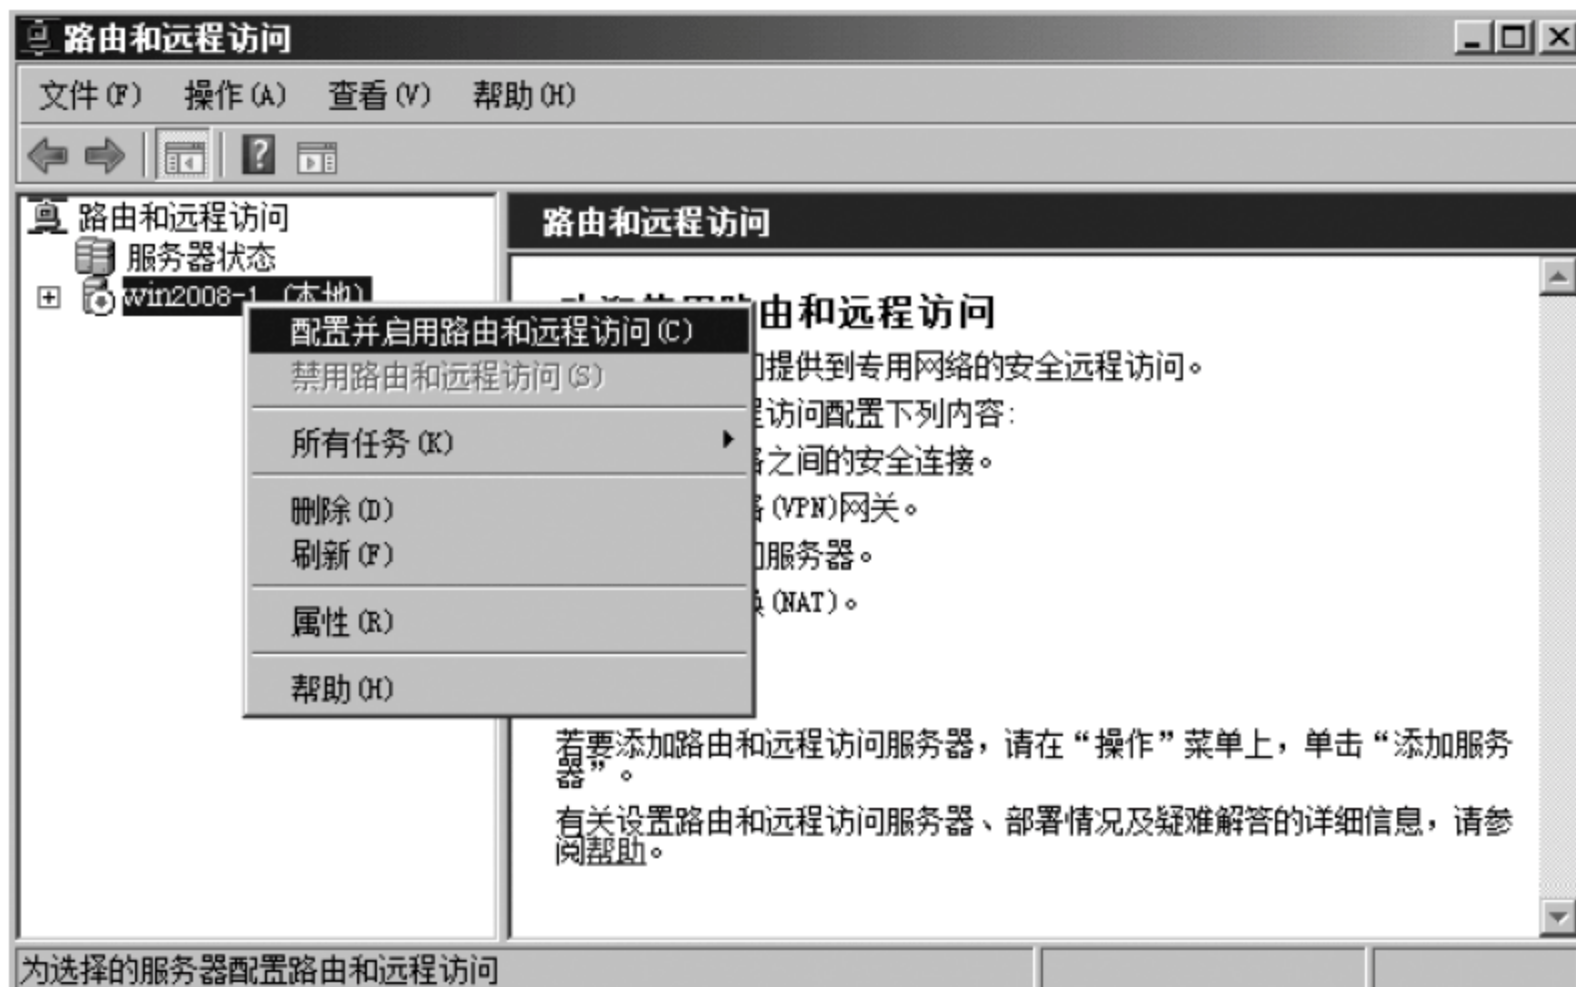 路由和远程访问
文件(F) 操作(A) 查看(V) 帮助(H)
路由和远程访问
服务器状态
win2008-1 (本地)
配置并启用路由和远程访问(C)
禁用路由和远程访问(S)
所有任务(K)
删除(D)
刷新(F)
属性(R)
帮助(H)
路由和远程访问
由和远程访问
提供到专用网络的安全远程访问。
访问配置下列内容:
之间的安全连接。
(VPN)网关。
服务器。
(NAT)。
若要添加路由和远程访问服务器，请在“操作”菜单上，单击“添加服务
器”。
有关设置路由和远程访问服务器、部署情况及疑难解答的详细信息，请参
阅帮助。
为选择的服务器配置路由和远程访问